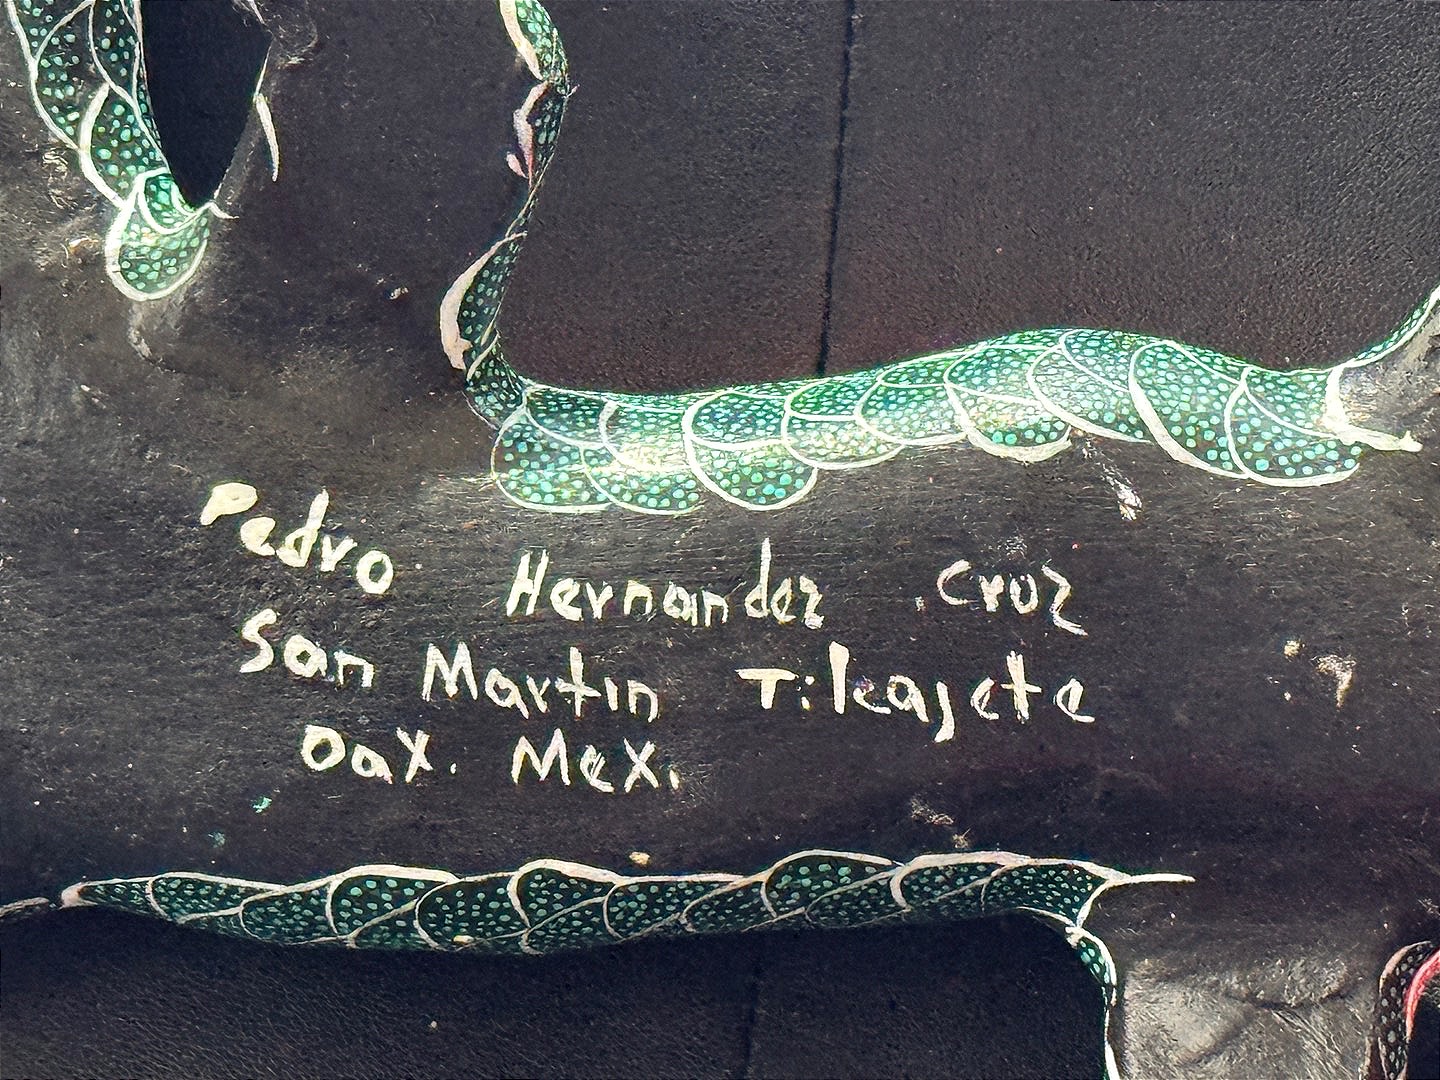 Pedro Hernandez Cruz
San Martin Tilcajete
Oax. Mex.